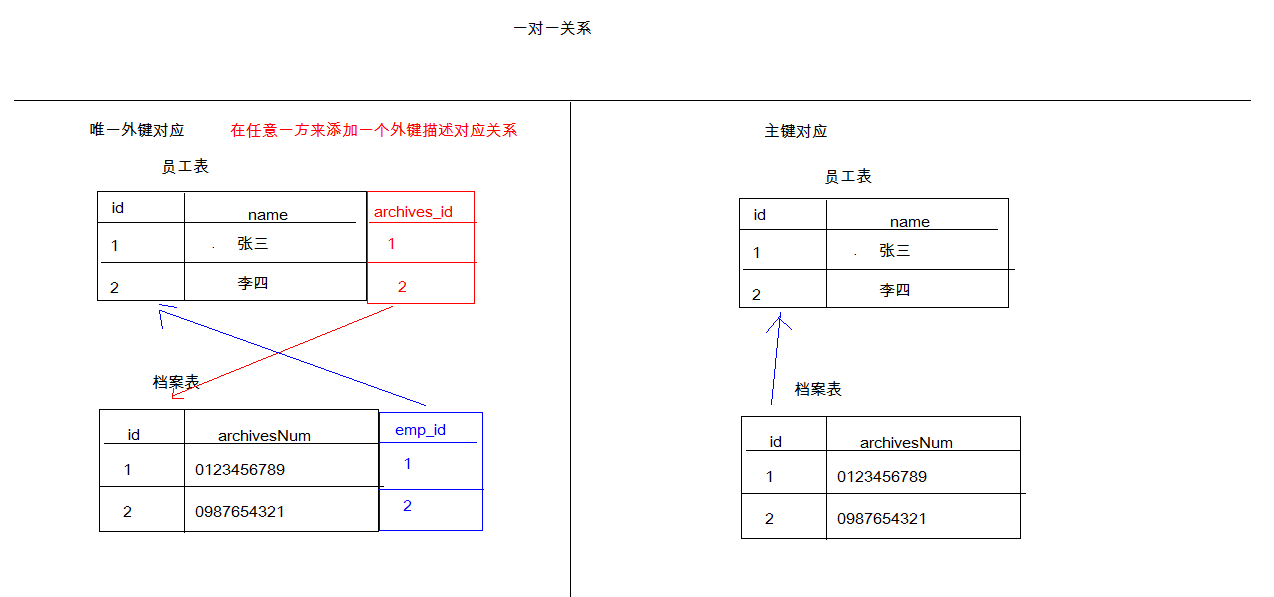 一对一关系
唯一外键对应 在任意一方来添加一个外键描述对应关系
员工表
id name archives_id
1 . 张三 1
2 李四 2
档案表
id archivesNum emp_id
1 0123456789 1
2 0987654321 2
主键对应
员工表
id name
1 . 张三
2 李四
档案表
id archivesNum
1 0123456789
2 0987654321